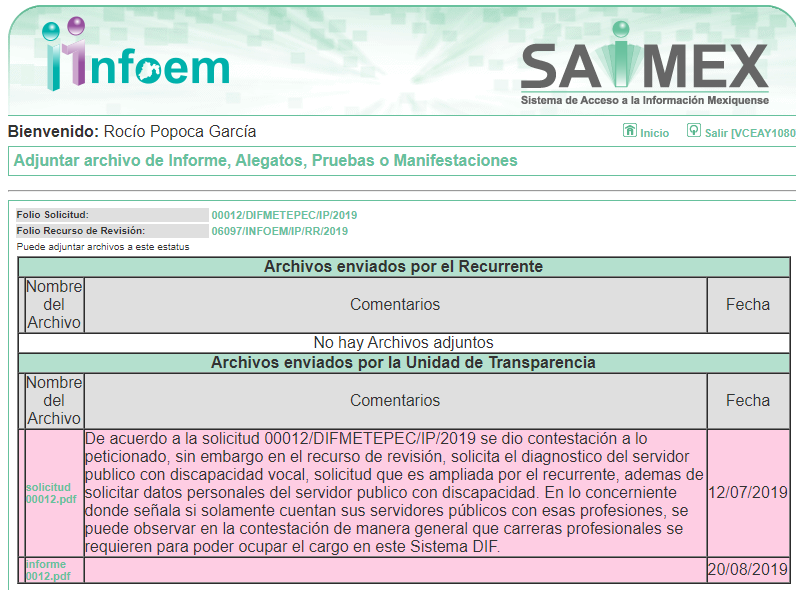 infoem
SAIMEX
Sistema de Acceso a la Información Mexiquense
Bienvenido: Rocío Popoca García
Inicio Salir [VCEAY1080
Adjuntar archivo de Informe, Alegatos, Pruebas o Manifestaciones
Folio Solicitud: 00012/DIFMETEPEC/IP/2019
Folio Recurso de Revisión: 06097/INFOEM/IP/RR/2019
Puede adjuntar archivos a este estatus
Archivos enviados por el Recurrente
Nombre
del
Archivo
Comentarios
Fecha
No hay Archivos adjuntos
Archivos enviados por la Unidad de Transparencia
Nombre
del
Archivo
Comentarios
Fecha
solicitud
00012.pdf
De acuerdo a la solicitud 00012/DIFMETEPEC/IP/2019 se dio contestación a lo
peticionado, sin embargo en el recurso de revisión, solicita el diagnostico del servidor
publico con discapacidad vocal, solicitud que es ampliada por el recurrente, ademas de
solicitar datos personales del servidor publico con discapacidad. En lo concerniente
donde señala si solamente cuentan sus servidores públicos con esas profesiones, se
puede observar en la contestación de manera general que carreras profesionales se
requieren para poder ocupar el cargo en este Sistema DIF.
12/07/2019
informe
0012.pdf
20/08/2019